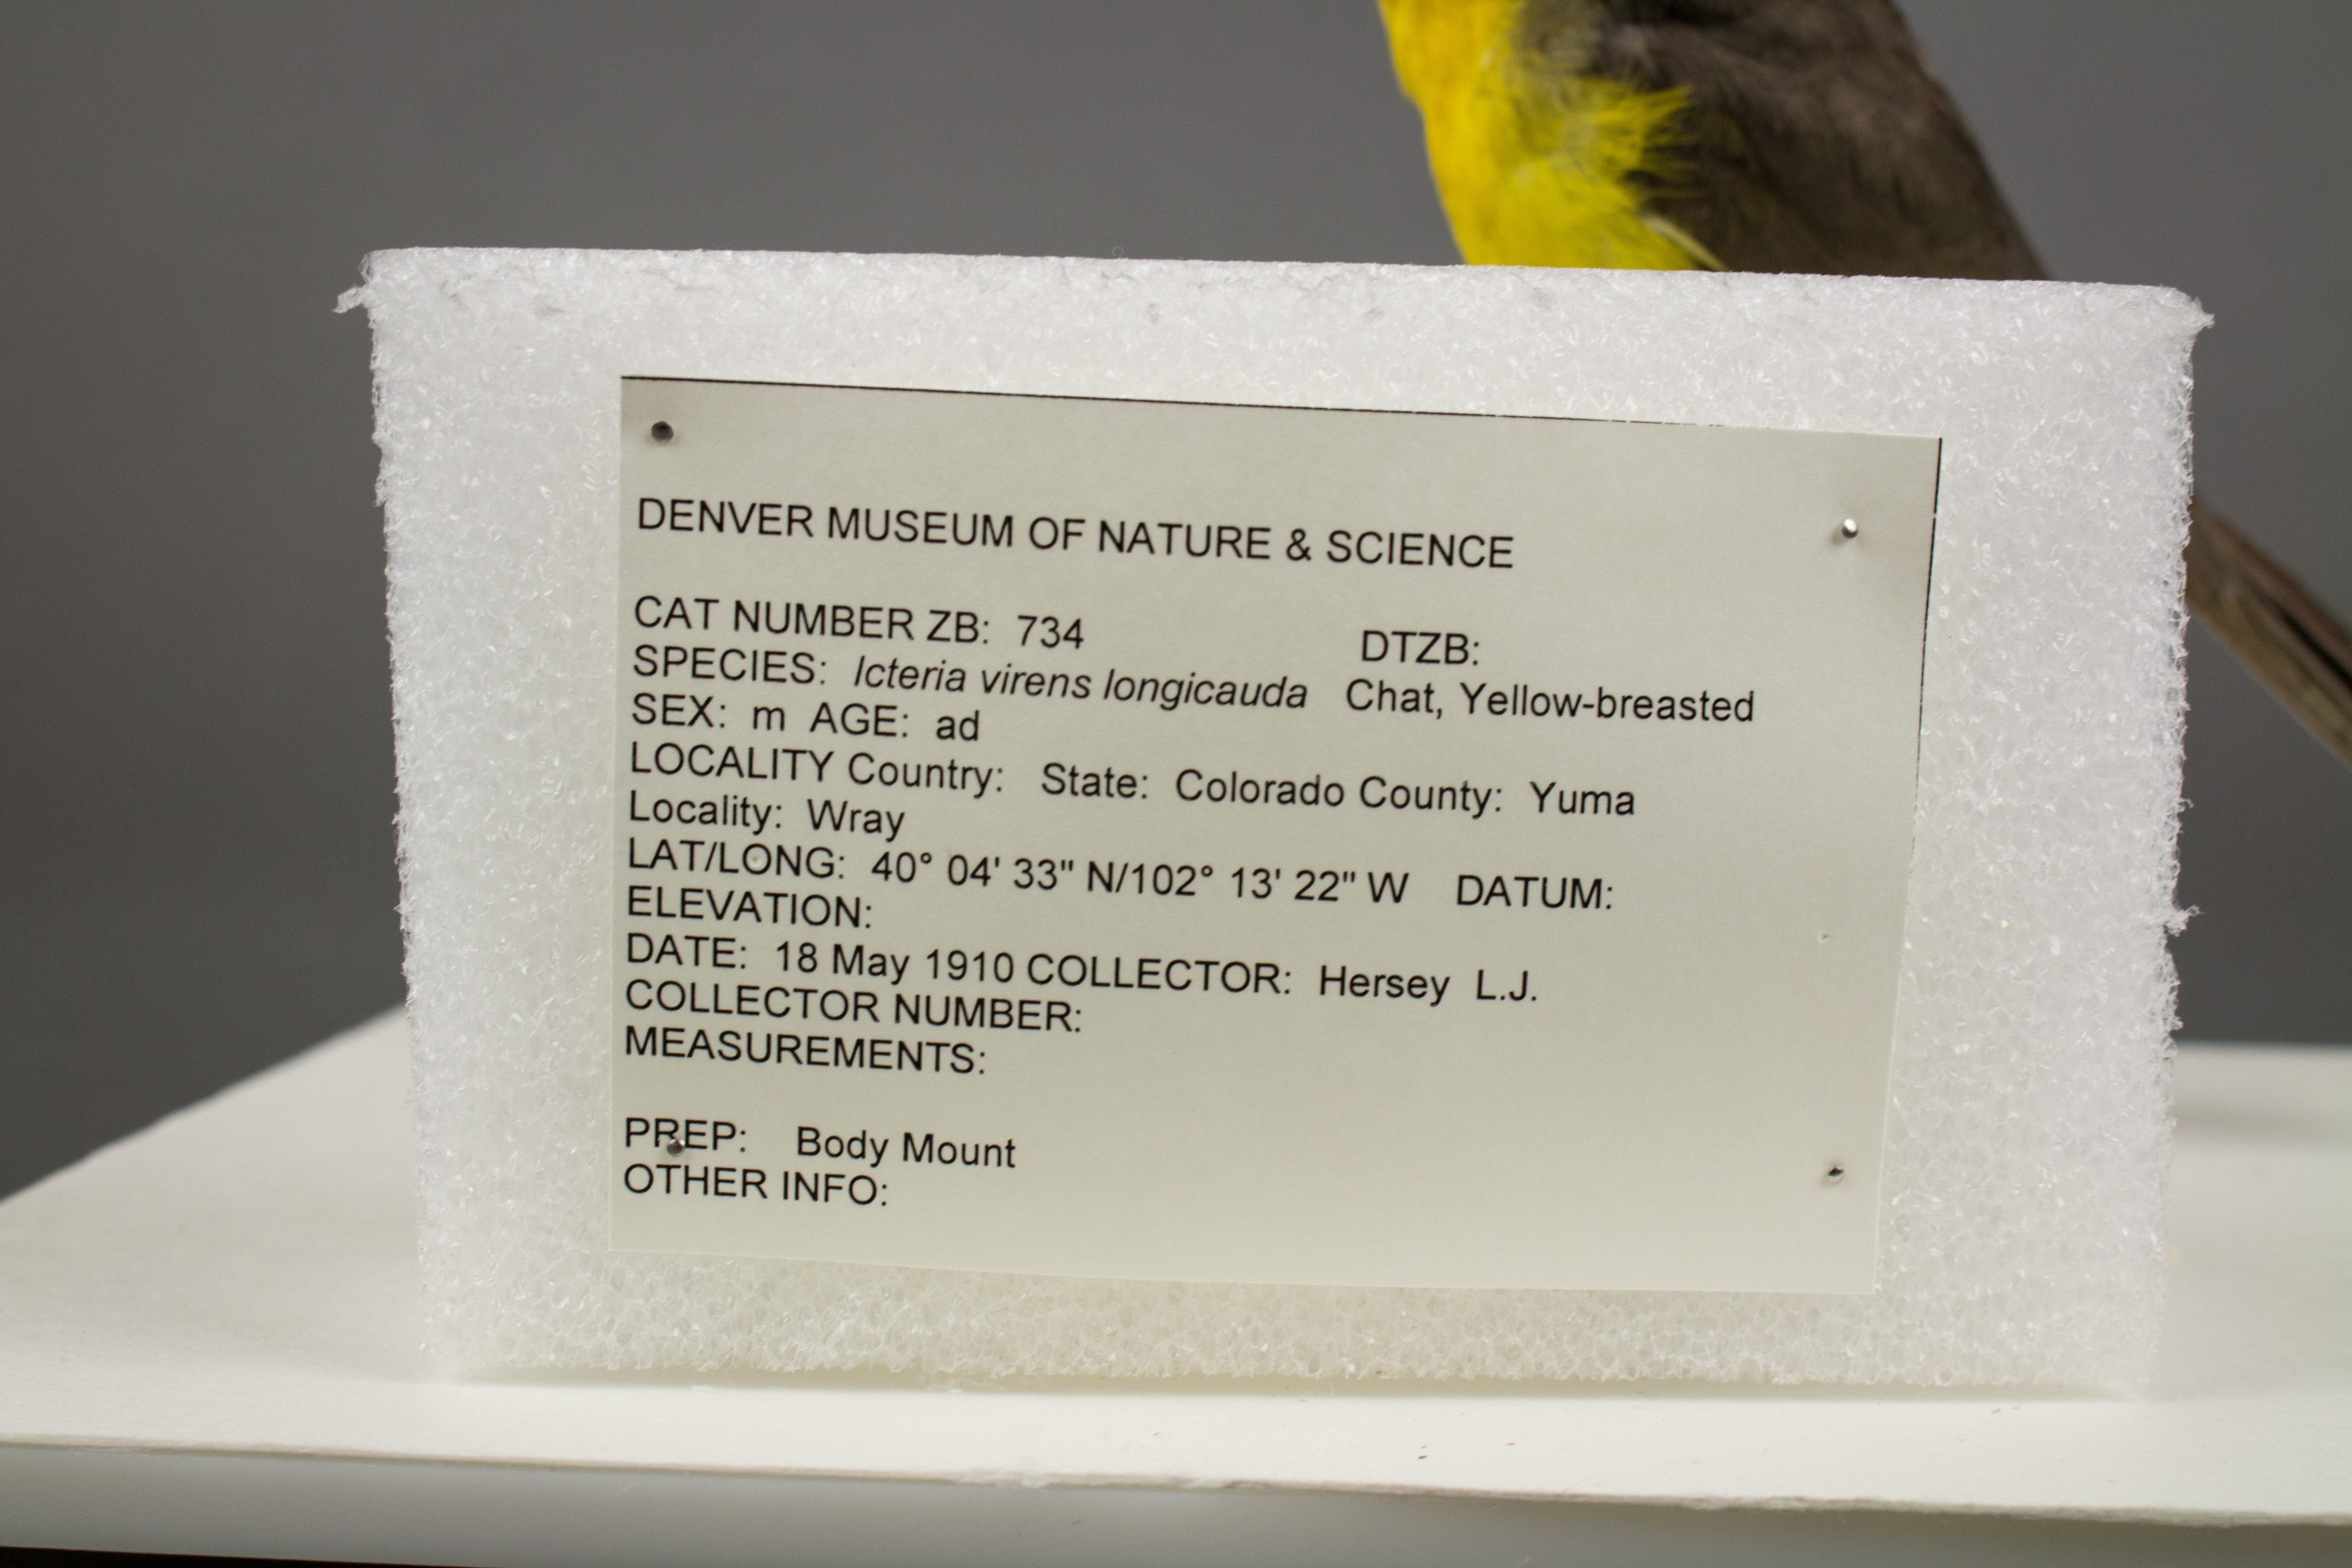 DENVER MUSEUM OF NATURE & SCIENCE
CAT NUMBER ZB: 734 DTZB:
SPECIES: Icteria virens longicauda Chat, Yellow-breasted
SEX: m AGE: ad
LOCALITY Country: State: Colorado County: Yuma
Locality: Wray
LAT/LONG: 40° 04' 33" N/102° 13' 22" W DATUM:
ELEVATION:
DATE: 18 May 1910 COLLECTOR: Hersey L.J.
COLLECTOR NUMBER:
MEASUREMENTS:
PREP: Body Mount
OTHER INFO: